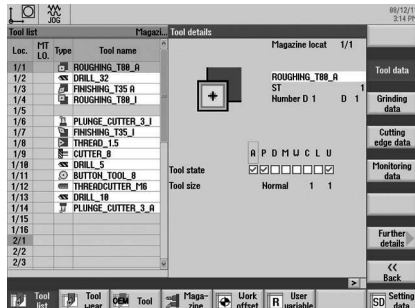 JOG
08/12/1
3:14 PM
Tool list Magazi...
Loc. MT LO. Type Tool name
1/1 ROUGHING_T80_A
1/2 DRILL_32
1/3 FINISHING_T35 A
1/4 ROUGHING_T80_I
1/5
1/6 PLUNGE_CUTTER_3_I
1/7 FINISHING_T35_I
1/8 THREAD_1.5
1/9 CUTTER_8
1/10 DRILL_5
1/11 BUTTON_TOOL_8
1/12 THREADCUTTER_M6
1/13 DRILL_10
1/14 PLUNGE_CUTTER_3_A
1/15
1/16
2/1
2/2
2/3
Tool details
Magazine locat 1/1
ROUGHING_T80_A
ST 1
Number D 1 D 1
A P D M U C L U
Tool state
Tool size Normal 1 1
Tool data
Grinding data
Cutting edge data
Monitoring data
Further details
<< Back
Tool list
Tool wear
OEM Tool
Maga- zine
Work offset
R User variable
SD Setting data